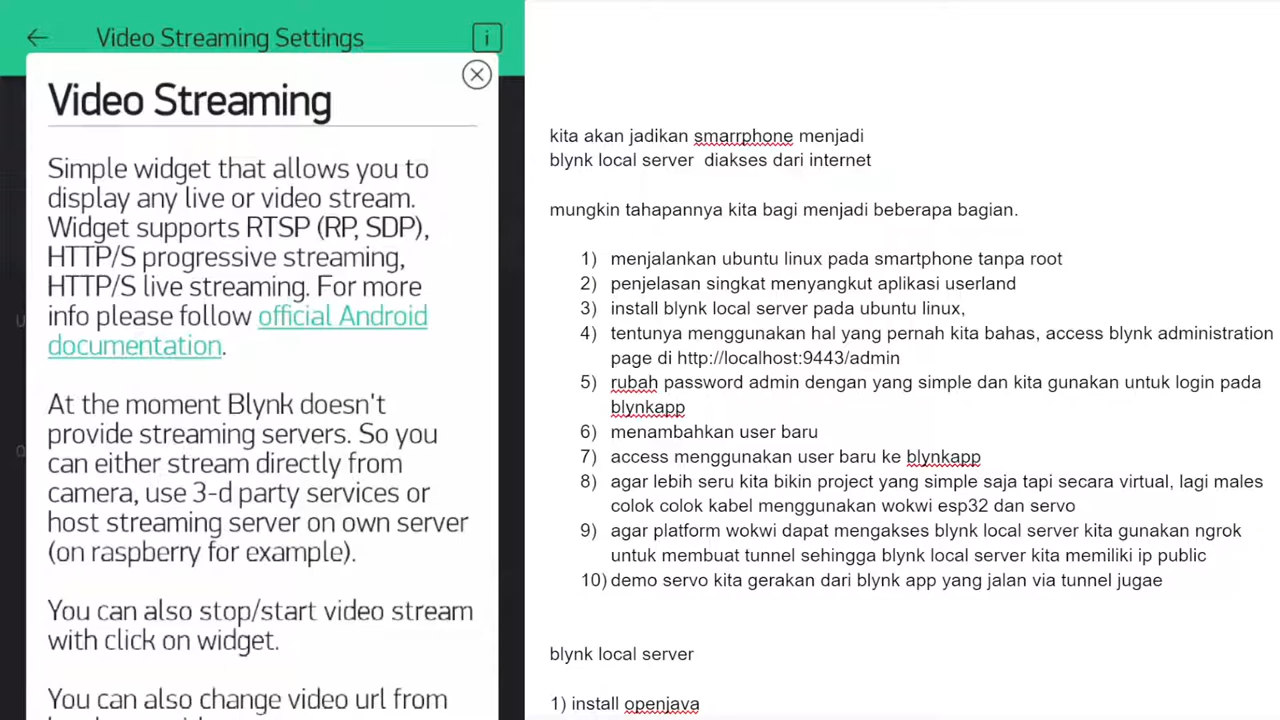 Video Streaming Settings
i
Video Streaming
Simple widget that allows you to
display any live or video stream.
Widget supports RTSP (RP, SDP),
HTTP/S progressive streaming,
HTTP/S live streaming. For more
info please follow official Android
documentation.
At the moment Blynk doesn't
provide streaming servers. So you
can either stream directly from
camera, use 3-d party services or
host streaming server on own server
(on raspberry for example).
You can also stop/start video stream
with click on widget.
You can also change video url from
kita akan jadikan smarrphone menjadi
blynk local server  diakses dari internet
mungkin tahapannya kita bagi menjadi beberapa bagian.
1) menjalankan ubuntu linux pada smartphone tanpa root
2) penjelasan singkat menyangkut aplikasi userland
3) install blynk local server pada ubuntu linux,
4) tentunya menggunakan hal yang pernah kita bahas, access blynk administration
page di http://localhost:9443/admin
5) rubah password admin dengan yang simple dan kita gunakan untuk login pada
blynkapp
6) menambahkan user baru
7) access menggunakan user baru ke blynkapp
8) agar lebih seru kita bikin project yang simple saja tapi secara virtual, lagi males
colok colok kabel menggunakan wokwi esp32 dan servo
9) agar platform wokwi dapat mengakses blynk local server kita gunakan ngrok
untuk membuat tunnel sehingga blynk local server kita memiliki ip public
10) demo servo kita gerakan dari blynk app yang jalan via tunnel jugae
blynk local server
1) install openjava